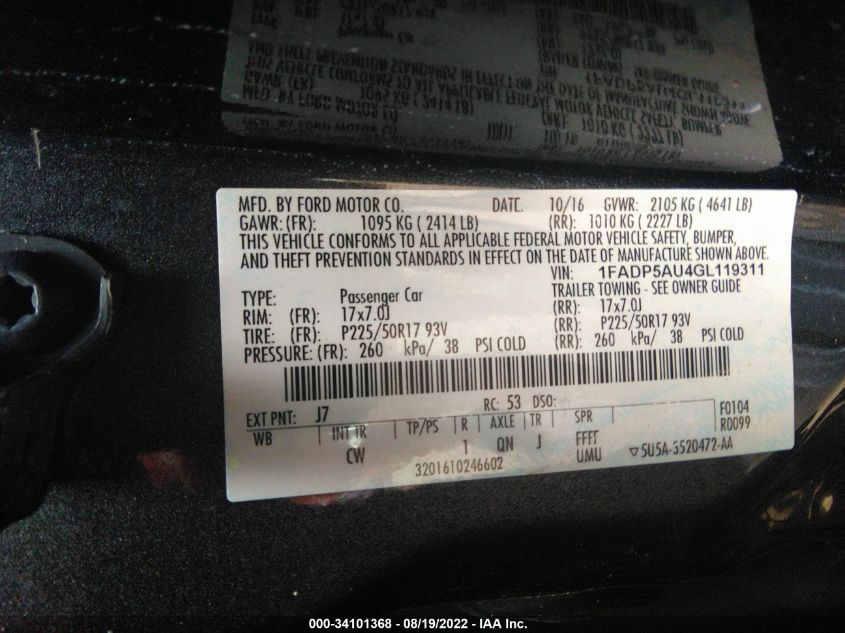 MFD. BY FORD MOTOR CO. DATE. 10/16 GVWR: 2105 KG ( 4641 LB)
GAWR: (FR): 1095 KG ( 2414 LB) (RR): 1010 KG ( 2227 LB)
THIS VEHICLE CONFORMS TO ALL APPLICABLE FEDERAL MOTOR VEHICLE SAFETY, BUMPER,
AND THEFT PREVENTION STANDARDS IN EFFECT ON THE DATE OF MANUFACTURE SHOWN ABOVE.
VIN: 1FADP5AU4GL119311
TYPE: Passenger Car TRAILER TOWING - SEE OWNER GUIDE
RIM: (FR): 17x7.0J (RR): 17x7.0J
TIRE: (FR): P225/50R17 93V (RR): P225/50R17 93V
PRESSURE: (FR): 260 kPa/ 38 PSI COLD (RR): 260 kPa/ 38 PSI COLD
EXT PNT: J7 RC: 53 DSO: F0104
WB INT TR TP/PS R AXLE TR SPR R0099
CW 1 QN J FFFT
UMU ▽5U5A-3520472-AA
3201610246602
000-34101368 - 08/19/2022 - IAA Inc.